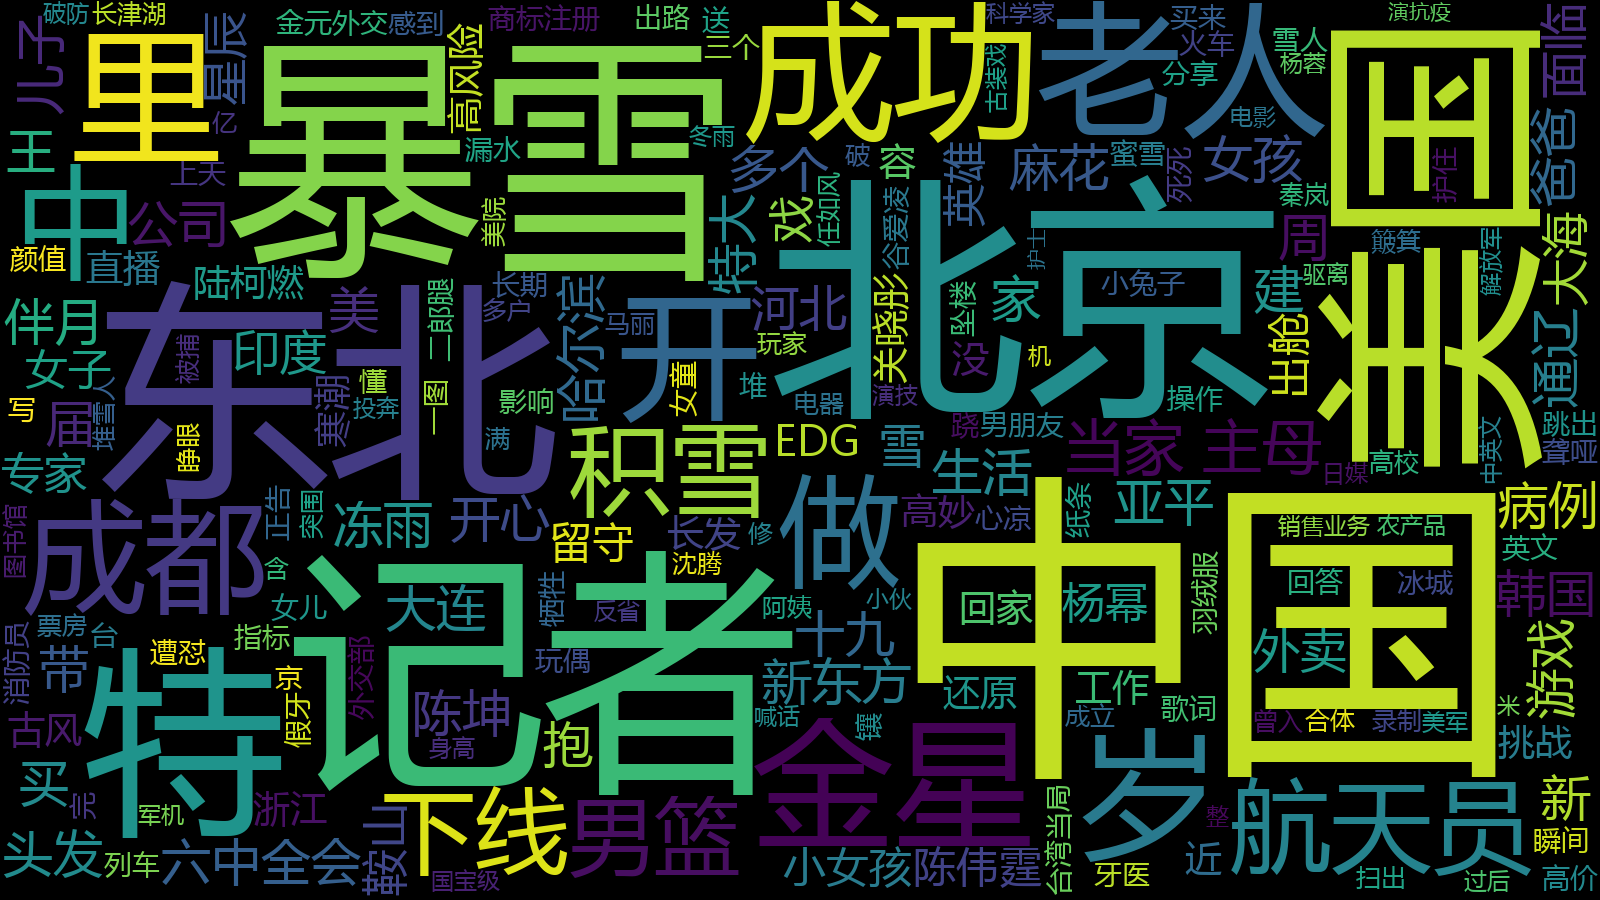 破防
长津湖
金元外交
感到
商标注册
出路
送
科学家
买来
演抗疫
儿子
里
星辰
暴雪
高风险
三个
成功
古装戏
老人
火车
分享
雪人
杨蓉
美国
面临
亿
漏水
冬雨
电影
王
上天
多个
破
容
英雄
麻花
蜜雪
死死
女孩
秦岚
护住
爸爸
中
公司
美院
特大
戏
任如风
谷爱凌
北京
护士
周
簸箕
解放军
大海
颜值
直播
陆柯燃
长期
多户
哈尔滨
河北
关晓彤
坠楼
家
小兔子
建
驱离
伴月
东北
美
二郎腿
马丽
开
玩家
没
机
出舱
通辽
女子
被捕
印度
寒潮
懂
投奔
一图
影响
女童
堆
电器
演技
操作
写
届
堆雪人
睁眼
满
积雪
EDG
雪
跷
男朋友
当家主母
日媒
高校
中英文
跳出
聋哑
专家
生活
图书馆
成都
正告
突围
冻雨
开心
留守
长发
修
做
高妙
心凉
纸条
亚平
中国
销售业务
农产品
病例
英文
含
记者
沈腾
女儿
大连
牺牲
反省
阿姨
小伙
回家
杨幂
羽绒服
回答
冰城
韩国
消防员
票房
台
指标
十九
外卖
带
特
遭怼
京
外交部
玩偶
新东方
还原
工作
游戏
古风
假牙
陈坤
身高
抱
喊话
镶
成立
歌词
曾入
合体
录制
美军
米
挑战
买
完
军机
浙江
下线
男篮
金星
岁
整
航天员
新
头发
列车
六中全会
鞍山
国宝级
小女孩
陈伟霆
台湾当局
牙医
近
扫出
过后
瞬间
高价